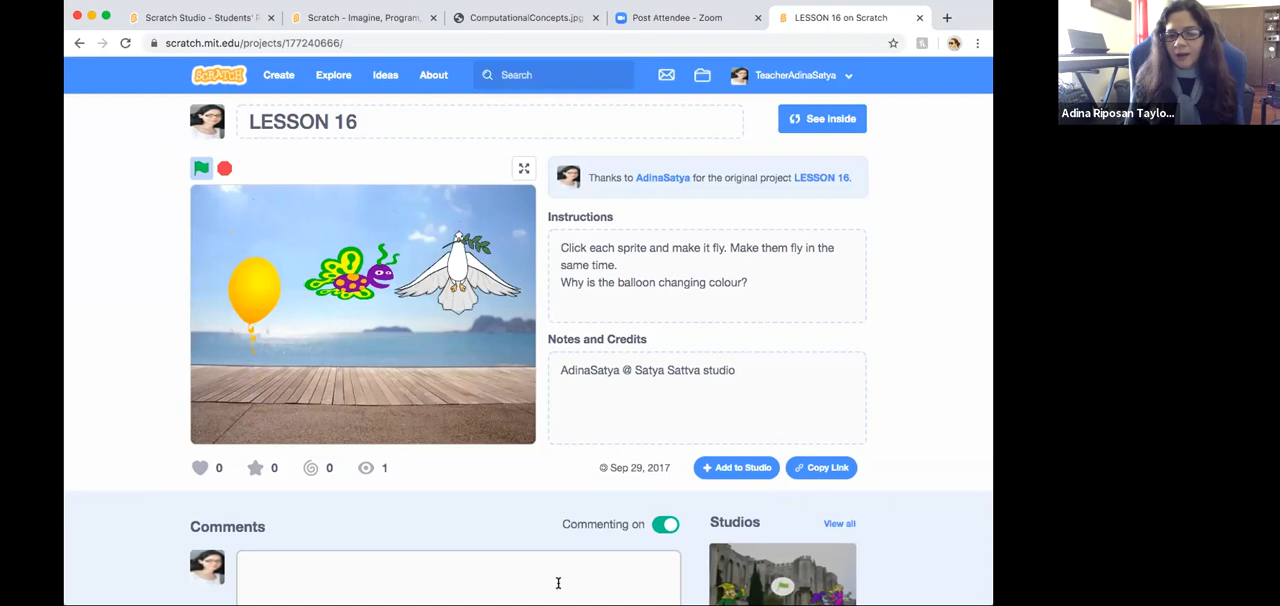 Scratch Studio - Students' F
Scratch - Imagine, Program,
ComputationalConcepts.jpg
Post Attendee - Zoom
LESSON 16 on Scratch
scratch.mit.edu/projects/177240666/
SCRATCH
Create
Explore
Ideas
About
Search
TeacherAdinaSatya
LESSON 16
See inside
Thanks to AdinaSatya for the original project LESSON 16.
Instructions
Click each sprite and make it fly. Make them fly in the
same time.
Why is the balloon changing colour?
Notes and Credits
AdinaSatya @ Satya Sattva studio
0
0
0
1
© Sep 29, 2017
Add to Studio
Copy Link
Comments
Commenting on
Studios
View all
Adina Riposan Taylo...